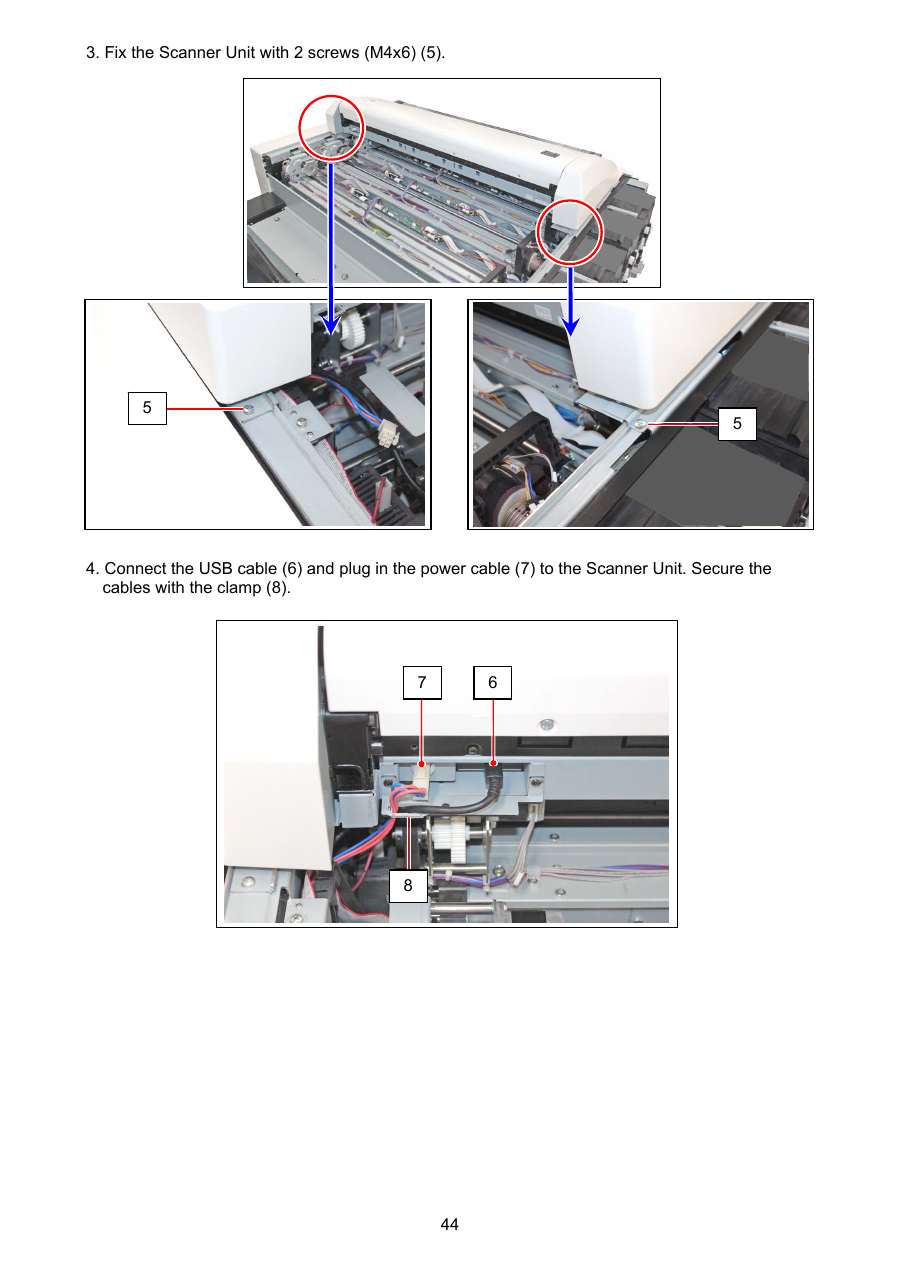 3. Fix the Scanner Unit with 2 screws (M4x6) (5).
5
5
4. Connect the USB cable (6) and plug in the power cable (7) to the Scanner Unit. Secure the
cables with the clamp (8).
7
6
8
44